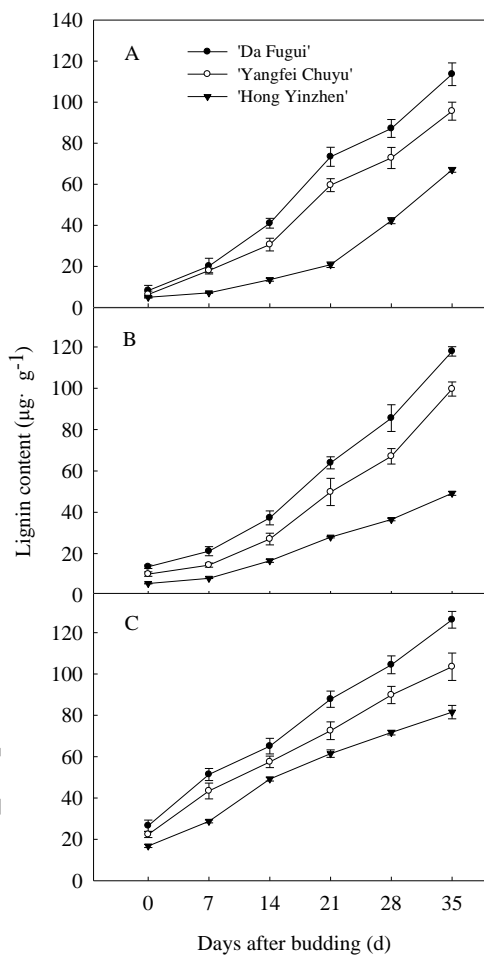 140
A
'Da Fugui'
120
'Yangfei Chuyu'
100
'Hong Yinzhen'
80
60
40
20
0
B
120
100
80
60
40
20
0
Lignin content (μg· g-1)
C
120
100
80
60
40
20
0
0 7 14 21 28 35
Days after budding (d)